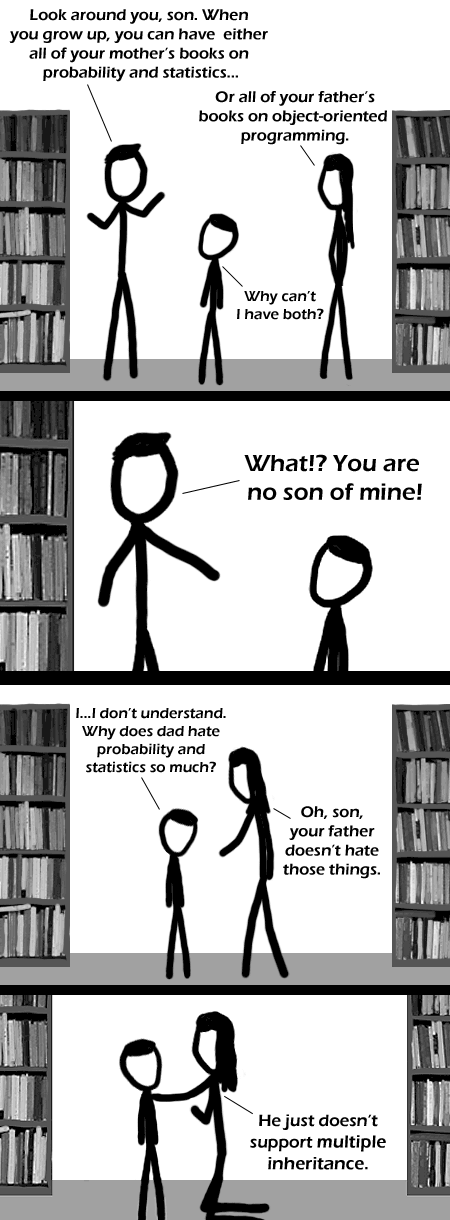 Look around you, son. When
you grow up, you can have either
all of your mother's books on
probability and statistics...
Or all of your father's
books on object-oriented
programming.
Why can't
I have both?
What!? You are
no son of mine!
I...I don't understand.
Why does dad hate
probability and
statistics so much?
Oh, son,
your father
doesn't hate
those things.
He just doesn't
support multiple
inheritance.